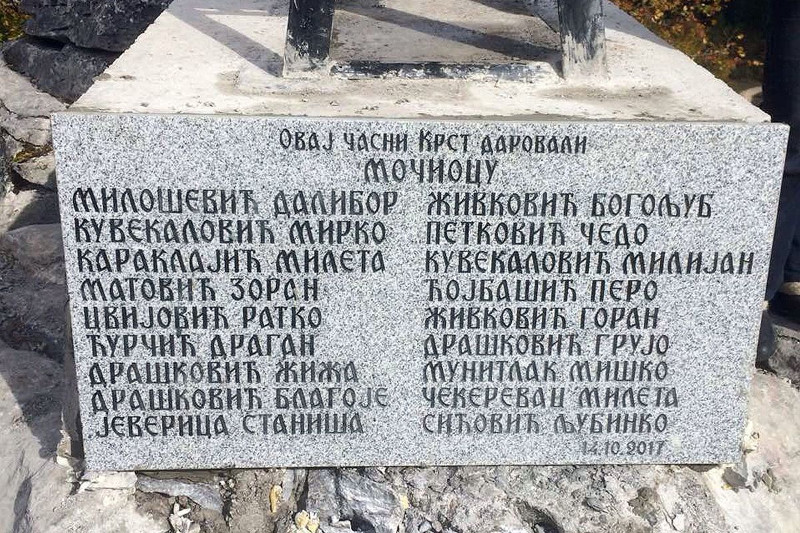 Овај часни Крст даровали
МОЧИОЦУ
МИЛОШЕВИЋ ДАЛИБОР
КУВЕКАЛОВИЋ МИРКО
КАРАКЛАЈИЋ МИЛЕТА
МАТОВИЋ ЗОРАН
ЦВИЈОВИЋ РАТКО
ЂУРЧИЋ ДРАГАН
ДРАШКОВИЋ ЖИЖА
ДРАШКОВИЋ БЛАГОЈЕ
ЈЕВЕРИЦА СТАНИША
ЖИВКОВИЋ БОГОЉУБ
ПЕТКОВИЋ ЧЕДО
КУВЕКАЛОВИЋ МИЛИЈАН
ЋОЈБАШИЋ ПЕРО
ЖИВКОВИЋ ГОРАН
ДРАШКОВИЋ ГРУЈО
МУНИТЛАК МИШКО
ЧЕКЕРЕВАЦ МИЛЕТА
СИЋОВИЋ ЉУБИНКО
14.10.2017